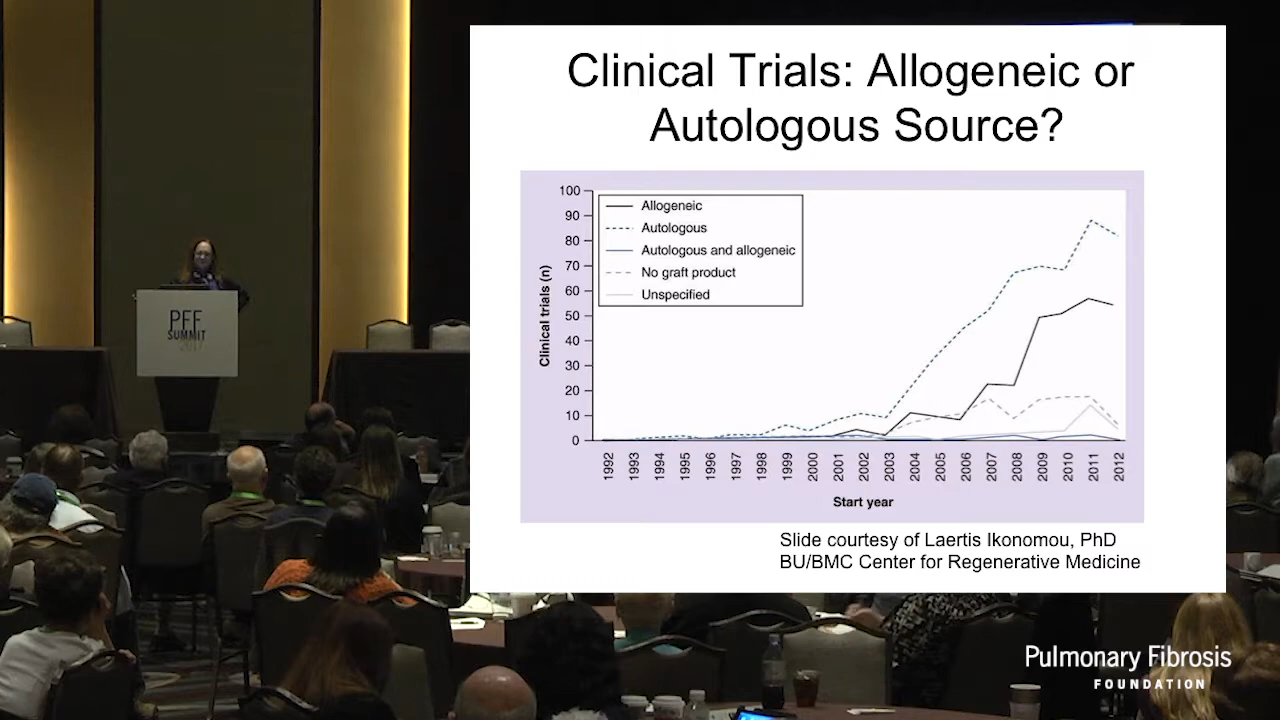 Clinical Trials: Allogeneic or
Autologous Source?
100
90
80
70
60
50
40
30
20
10
0
Clinical trials (n)
Allogeneic
Autologous
Autologous and allogeneic
No graft product
Unspecified
1992
1993
1994
1995
1996
1997
1998
1999
2000
2001
2002
2003
2004
2005
2006
2007
2008
2009
2010
2011
2012
Start year
Slide courtesy of Laertis Ikonomou, PhD
BU/BMC Center for Regenerative Medicine
PFF
SUMMIT
2017
Pulmonary Fibrosis
FOUNDATION